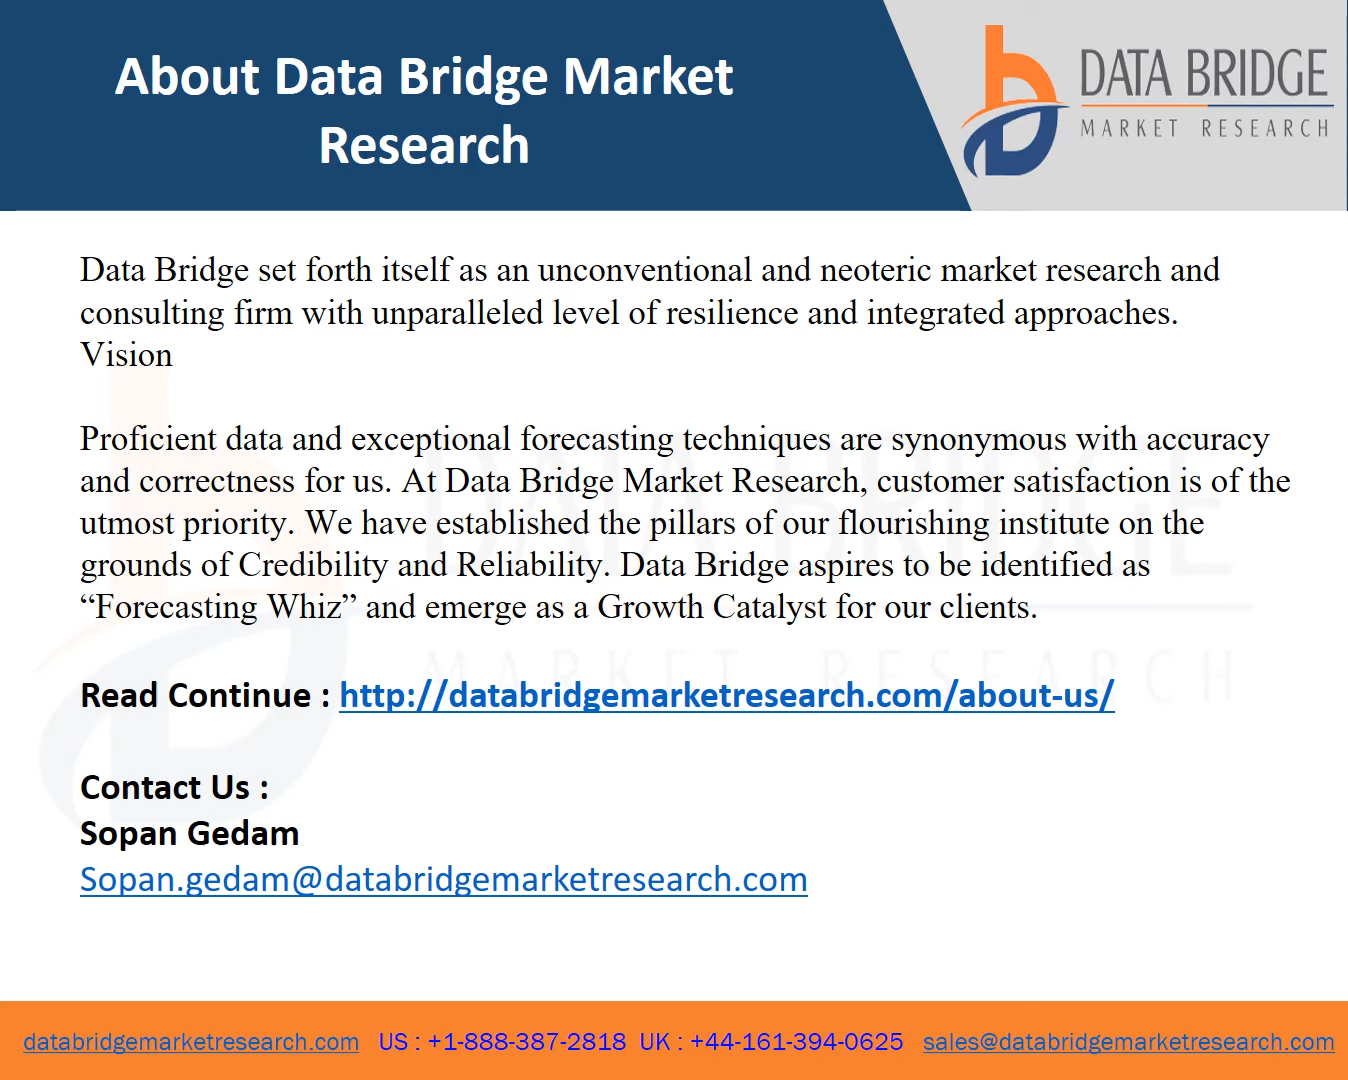 About Data Bridge Market
Research
DATA BRIDGE
MARKET RESEARCH
Data Bridge set forth itself as an unconventional and neoteric market research and
consulting firm with unparalleled level of resilience and integrated approaches.
Vision
Proficient data and exceptional forecasting techniques are synonymous with accuracy
and correctness for us. At Data Bridge Market Research, customer satisfaction is of the
utmost priority. We have established the pillars of our flourishing institute on the
grounds of Credibility and Reliability. Data Bridge aspires to be identified as
“Forecasting Whiz” and emerge as a Growth Catalyst for our clients.
DATA BRIDGE
MARKET RESEARCH
Read Continue : http://databridgemarketresearch.com/about-us/
Contact Us :
Sopan Gedam
Sopan.gedam@databridgemarketresearch.com
databridgemarketresearch.com US : +1-888-387-2818 UK : +44-161-394-0625 sales@databridgemarketresearch.com